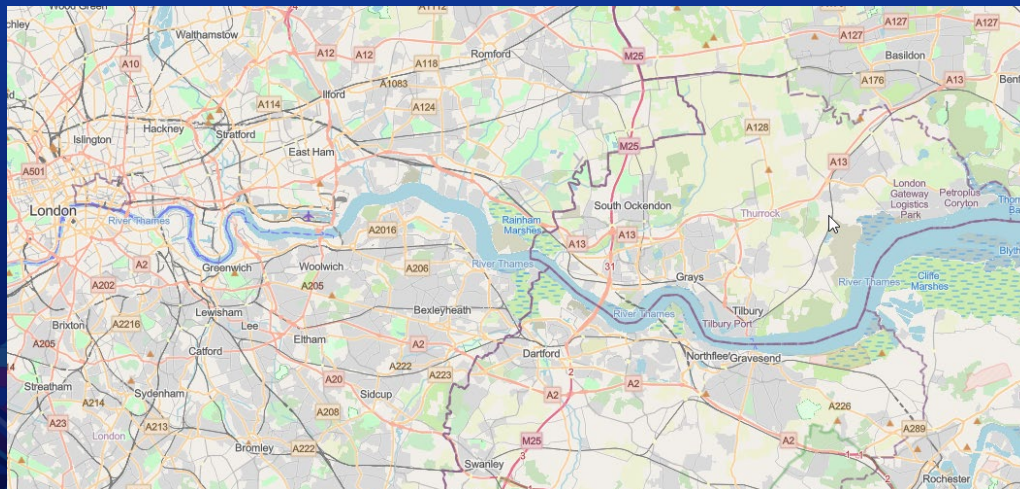 Wood Green
A1112
A127
A127
Walthamstow
A10
A12
A12
A118
Romford
M25
A127
Basildon
A1083
Ilford
A124
A176
A13
A114
Hackney
Stratford
Islington
East Ham
M25
A128
A13
A501
London
River Thames
South Ockendon
Rainham
Marshes
Thurrock
London
Gateway
Logistics
Park
Petroplus
Coryton
A2016
A13
A13
A2
Greenwich
Woolwich
A206
River Thames
31
Grays
River Thames
Cliffe
Marshes
A202
A205
Lewisham
Bexleyheath
River Thames
Tilbury
Tilbury Port
Brixton
A2216
Lee
Eltham
A205
Catford
A2
Dartford
Northfleet
Gravesend
A222
A223
2
Streatham
A20
Sidcup
A2
A2
A214
Sydenham
A208
A226
A23
London
A213
Bromley
A222
M25
A2
A289
Swanley
3
1
1
Rochester